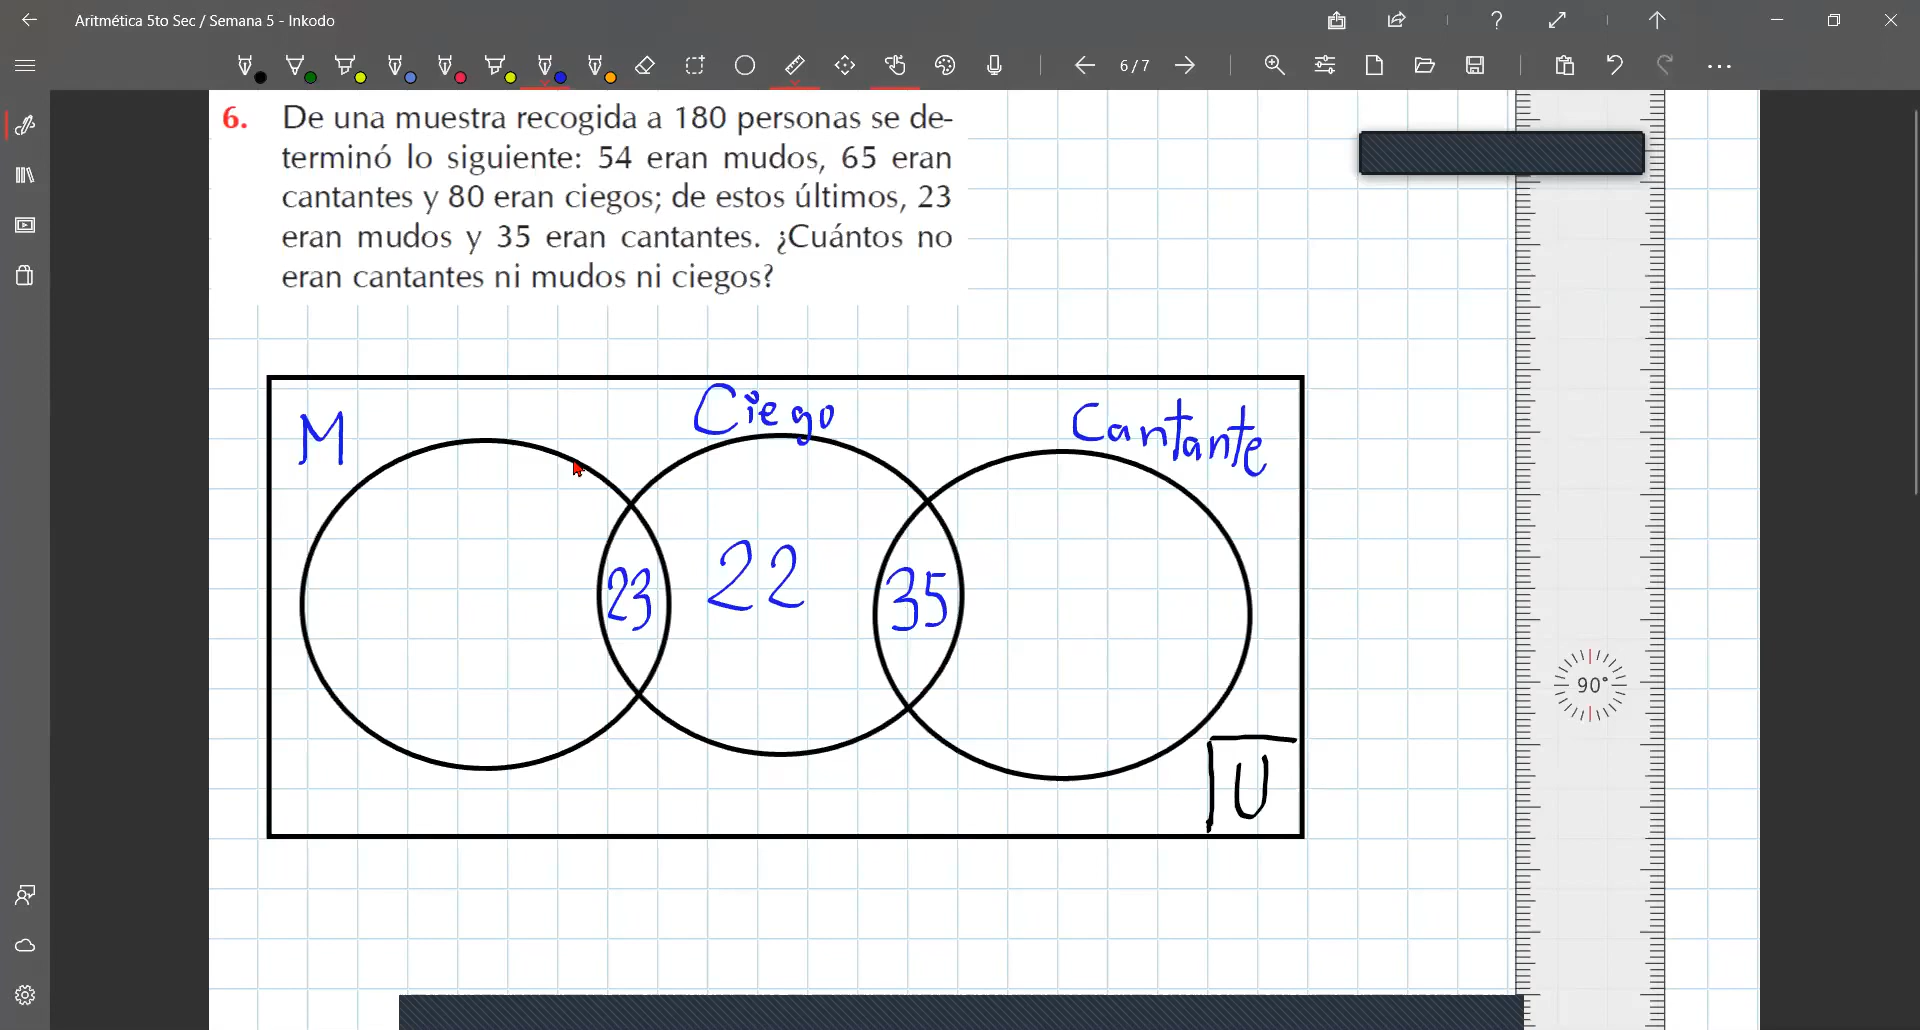 Aritmética 5to Sec / Semana 5 - Inkodo
6 / 7
6. De una muestra recogida a 180 personas se de-
terminó lo siguiente: 54 eran mudos, 65 eran
cantantes y 80 eran ciegos; de estos últimos, 23
eran mudos y 35 eran cantantes. ¿Cuántos no
eran cantantes ni mudos ni ciegos?
M
Ciego
Cantante
23
22
35
90°
U